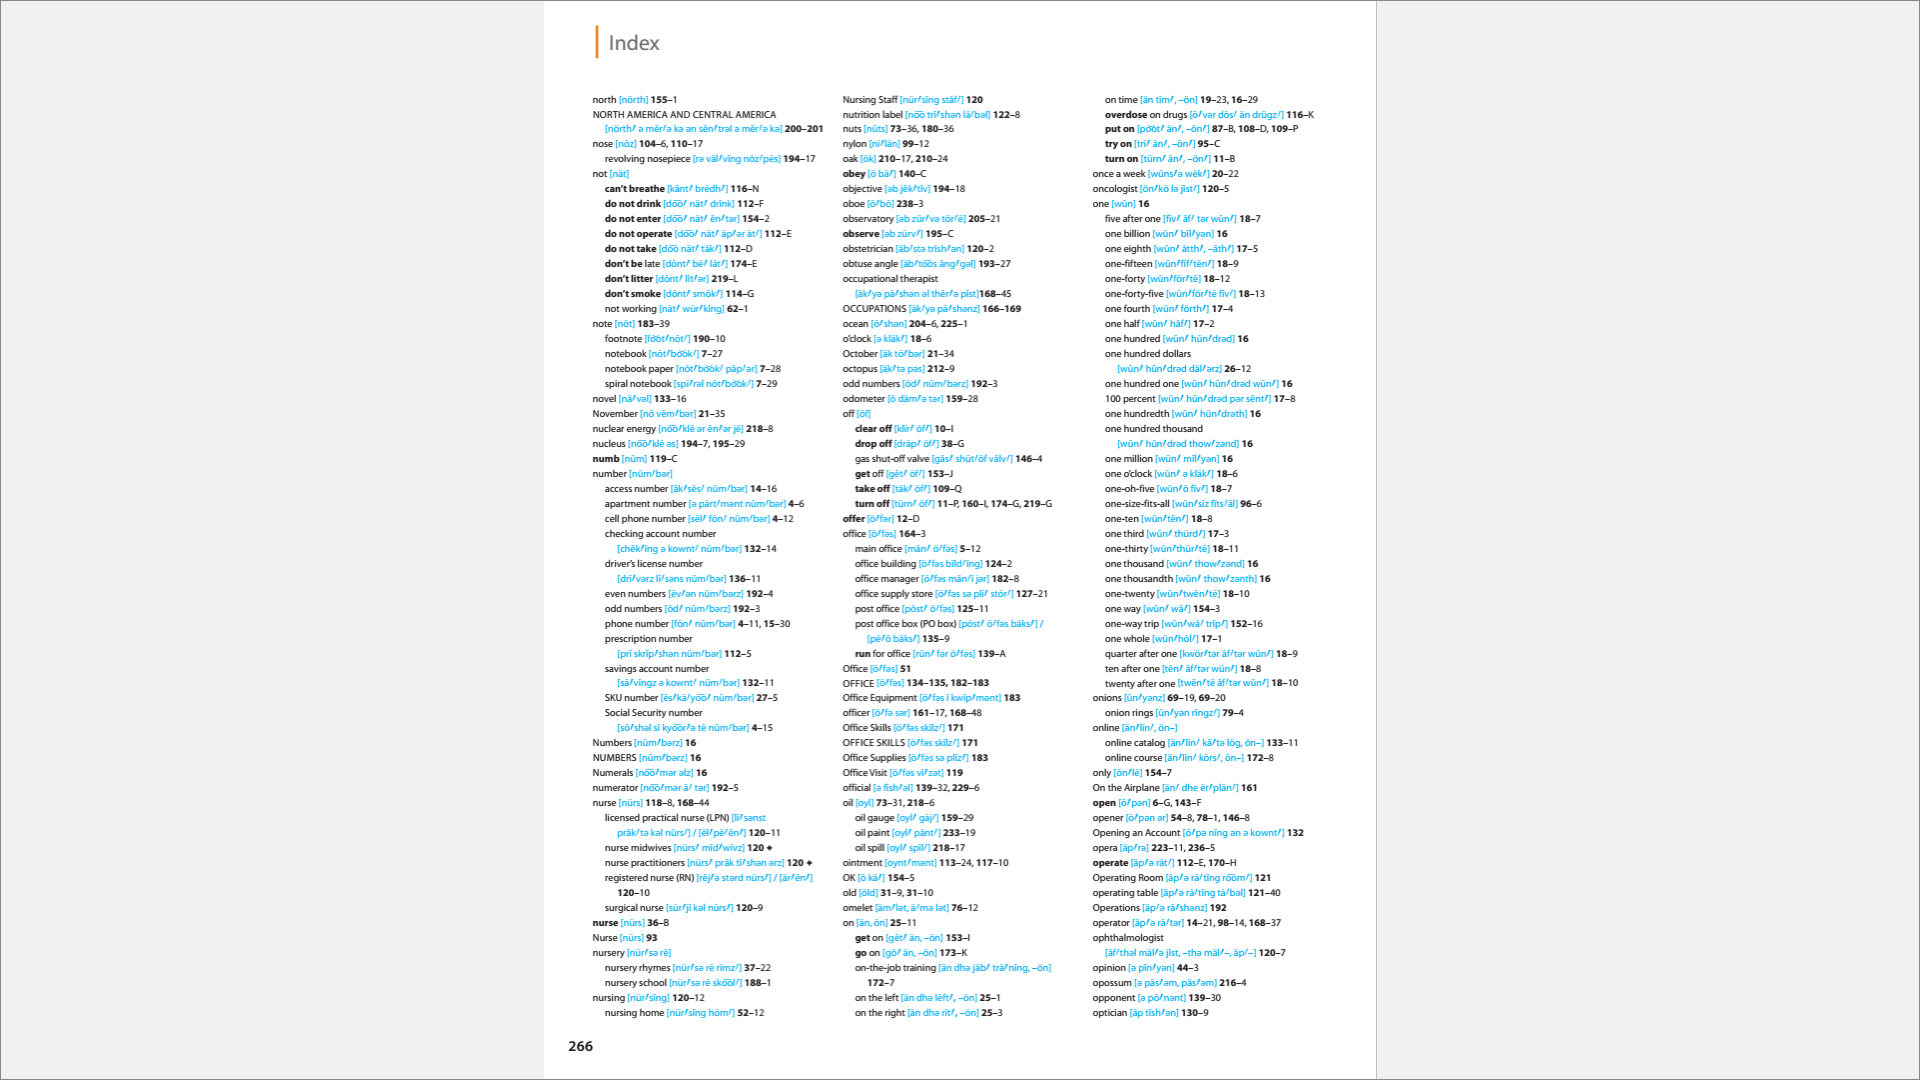 Index
north [nörth] 155–1
NORTH AMERICA AND CENTRAL AMERICA
[nörth⁄ ə mĕr⁄ə kə ən sĕn⁄trəl ə mĕr⁄ə kə] 200–201
nose [nōz] 104–6, 110–17
revolving nosepiece [rə väl⁄vĭng nōz⁄pēs] 194–17
not [nät]
can’t breathe [kănt⁄ brēdh⁄] 116–N
do not drink [do͞o⁄ nät⁄ drĭnk] 112–F
do not enter [do͞o⁄ nät⁄ ĕn⁄tər] 154–2
do not operate [do͞o⁄ nät⁄ äp⁄ər āt⁄] 112–E
do not take [do͞o nät⁄ tāk⁄] 112–D
don’t be late [dōnt⁄ bē⁄ lāt⁄] 174–E
don’t litter [dōnt⁄ lĭt⁄ər] 219–L
don’t smoke [dōnt⁄ smōk⁄] 114–G
not working [nät⁄ wür⁄kĭng] 62–1
note [nōt] 183–39
footnote [fo͝ot⁄nōt⁄] 190–10
notebook [nōt⁄bo͝ok⁄] 7–27
notebook paper [nōt⁄bo͝ok⁄ pāp⁄ər] 7–28
spiral notebook [spī⁄rəl nōt⁄bo͝ok⁄] 7–29
novel [nä⁄vəl] 133–16
November [nō vĕm⁄bər] 21–35
nuclear energy [no͞o⁄klē ər ĕn⁄ər jē] 218–8
nucleus [no͞o⁄klē əs] 194–7, 195–29
numb [nŭm] 119–C
number [nŭm⁄bər]
access number [ăk⁄sĕs⁄ nŭm⁄bər] 14–16
apartment number [ə pärt⁄mənt nŭm⁄bər] 4–6
cell phone number [sĕl⁄ fōn⁄ nŭm⁄bər] 4–12
checking account number
[chĕk⁄ĭng ə kownt⁄ nŭm⁄bər] 132–14
driver’s license number
[drī⁄vərz lī⁄səns nŭm⁄bər] 136–11
even numbers [ēv⁄ən nŭm⁄bərz] 192–4
odd numbers [öd⁄ nŭm⁄bərz] 192–3
phone number [fōn⁄ nŭm⁄bər] 4–11, 15–30
prescription number
[prĭ skrĭp⁄shən nŭm⁄bər] 112–5
savings account number
[sā⁄vĭngz ə kownt⁄ nŭm⁄bər] 132–11
SKU number [ĕs⁄kā⁄yo͞o⁄ nŭm⁄bər] 27–5
Social Security number
[sō⁄shəl sĭ kyo͝or⁄ə tē nŭm⁄bər] 4–15
Numbers [nŭm⁄bərz] 16
NUMBERS [nŭm⁄bərz] 16
Numerals [no͞o⁄mər əlz] 16
numerator [no͞o⁄mər ā⁄ tər] 192–5
nurse [nürs] 118–8, 168–44
licensed practical nurse (LPN) [lī⁄sənst
prăk⁄tə kəl nürs⁄] / [ĕl⁄pē⁄ĕn⁄] 120–11
nurse midwives [nürs⁄ mĭd⁄wīvz] 120 ✦
nurse practitioners [nürs⁄ prăk tĭ⁄shən ərz] 120 ✦
registered nurse (RN) [rĕj⁄ə stərd nürs⁄] / [är⁄ĕn⁄]
120–10
surgical nurse [sür⁄jĭ kəl nürs⁄] 120–9
nurse [nürs] 36–B
Nurse [nürs] 93
nursery [nür⁄sə rē]
nursery rhymes [nür⁄sə rē rīmz⁄] 37–22
nursery school [nür⁄sə rē sko͞ol⁄] 188–1
nursing [nür⁄sĭng] 120–12
nursing home [nür⁄sĭng hōm⁄] 52–12
Nursing Staff [nür⁄sĭng stăf⁄] 120
nutrition label [no͞o trĭ⁄shən lā⁄bəl] 122–8
nuts [nŭts] 73–36, 180–36
nylon [nī⁄län] 99–12
oak [ōk] 210–17, 210–24
obey [ō bā⁄] 140–C
objective [əb jĕk⁄tĭv] 194–18
oboe [ō⁄bō] 238–3
observatory [əb zür⁄və tör⁄ē] 205–21
observe [əb zürv⁄] 195–C
obstetrician [äb⁄stə trĭsh⁄ən] 120–2
obtuse angle [äb⁄to͞os ăng⁄gəl] 193–27
occupational therapist
[äk⁄yə pā⁄shən əl thĕr⁄ə pĭst]168–45
OCCUPATIONS [äk⁄yə pā⁄shənz] 166–169
ocean [ō⁄shən] 204–6, 225–1
o’clock [ə kläk⁄] 18–6
October [äk tō⁄bər] 21–34
octopus [äk⁄tə pəs] 212–9
odd numbers [öd⁄ nŭm⁄bərz] 192–3
odometer [ō däm⁄ə tər] 159–28
off [öf]
clear off [klir⁄ öf⁄] 10–I
drop off [dräp⁄ öf⁄] 38–G
gas shut-off valve [găs⁄ shŭt⁄öf vălv⁄] 146–4
get off [gĕt⁄ öf⁄] 153–J
take off [tāk⁄ öf⁄] 109–Q
turn off [türn⁄ öf⁄] 11–P, 160–I, 174–G, 219–G
offer [ö⁄fər] 12–D
office [ö⁄fəs] 164–3
main office [mān⁄ ö⁄fəs] 5–12
office building [ö⁄fəs bĭld⁄ĭng] 124–2
office manager [ö⁄fəs măn⁄ĭ jər] 182–8
office supply store [ö⁄fəs sə plī⁄ stör⁄] 127–21
post office [pōst⁄ ö⁄fəs] 125–11
post office box (PO box) [pōst⁄ ö⁄fəs bäks⁄] /
[pē⁄ō bäks⁄] 135–9
run for office [rŭn⁄ fər ö⁄fəs] 139–A
Office [ö⁄fəs] 51
OFFICE [ö⁄fəs] 134–135, 182–183
Office Equipment [ö⁄fəs ĭ kwĭp⁄mənt] 183
officer [ö⁄fə sər] 161–17, 168–48
Office Skills [ö⁄fəs skĭlz⁄] 171
OFFICE SKILLS [ö⁄fəs skĭlz⁄] 171
Office Supplies [ö⁄fəs sə plīz⁄] 183
Office Visit [ö⁄fəs vĭ⁄zət] 119
official [ə fĭsh⁄əl] 139–32, 229–6
oil [oyl] 73–31, 218–6
oil gauge [oyl⁄ gāj⁄] 159–29
oil paint [oyl⁄ pānt⁄] 233–19
oil spill [oyl⁄ spĭl⁄] 218–17
ointment [oynt⁄mənt] 113–24, 117–10
OK [ō kā⁄] 154–5
old [ōld] 31–9, 31–10
omelet [äm⁄lət, ä⁄mə lət] 76–12
on [än, ön] 25–11
get on [gĕt⁄ än, –ön] 153–I
go on [gō⁄ än, –ön] 173–K
on-the-job training [än dhə jäb⁄ trā⁄nĭng, –ön]
172–7
on the left [än dhə lĕft⁄, –ön] 25–1
on the right [än dhə rīt⁄, –ön] 25–3
on time [än tīm⁄, –ön] 19–23, 16–29
overdose on drugs [ō⁄vər dōs⁄ än drŭgz⁄] 116–K
put on [po͝ot⁄ än⁄, –ön⁄] 87–B, 108–D, 109–P
try on [trī⁄ än⁄, –ön⁄] 95–C
turn on [türn⁄ än⁄, –ön⁄] 11–B
once a week [wŭns⁄ə wēk⁄] 20–22
oncologist [ön⁄kö lə jĭst⁄] 120–5
one [wŭn] 16
five after one [fīv⁄ ăf⁄ tər wŭn⁄] 18–7
one billion [wŭn⁄ bĭl⁄yən] 16
one eighth [wŭn⁄ ātth⁄, –āth⁄] 17–5
one-fifteen [wŭn⁄fĭf⁄tēn⁄] 18–9
one-forty [wŭn⁄för⁄tē] 18–12
one-forty-five [wŭn⁄för⁄tē fīv⁄] 18–13
one fourth [wŭn⁄ förth⁄] 17–4
one half [wŭn⁄ hăf⁄] 17–2
one hundred [wŭn⁄ hŭn⁄drəd] 16
one hundred dollars
[wŭn⁄ hŭn⁄drəd däl⁄ərz] 26–12
one hundred one [wŭn⁄ hŭn⁄drəd wŭn⁄] 16
100 percent [wŭn⁄ hŭn⁄drəd pər sĕnt⁄] 17–8
one hundredth [wŭn⁄ hŭn⁄drəth] 16
one hundred thousand
[wŭn⁄ hŭn⁄drəd thow⁄zənd] 16
one million [wŭn⁄ mĭl⁄yən] 16
one o’clock [wŭn⁄ ə kläk⁄] 18–6
one-oh-five [wŭn⁄ō fīv⁄] 18–7
one-size-fits-all [wŭn⁄sīz fĭts⁄äl] 96–6
one-ten [wŭn⁄tĕn⁄] 18–8
one third [wŭn⁄ thürd⁄] 17–3
one-thirty [wŭn⁄thür⁄tē] 18–11
one thousand [wŭn⁄ thow⁄zənd] 16
one thousandth [wŭn⁄ thow⁄zənth] 16
one-twenty [wŭn⁄twĕn⁄tē] 18–10
one way [wŭn⁄ wā⁄] 154–3
one-way trip [wŭn⁄wā⁄ trĭp⁄] 152–16
one whole [wŭn⁄hōl⁄] 17–1
quarter after one [kwör⁄tər ăf⁄tər wŭn⁄] 18–9
ten after one [tĕn⁄ ăf⁄tər wŭn⁄] 18–8
twenty after one [twĕn⁄tē ăf⁄tər wŭn⁄] 18–10
onions [ŭn⁄yənz] 69–19, 69–20
onion rings [ŭn⁄yən rĭngz⁄] 79–4
online [än⁄līn⁄, ön–]
online catalog [än⁄līn⁄ kă⁄tə lög, ön–] 133–11
online course [än⁄līn⁄ körs⁄, ön–] 172–8
only [ōn⁄lē] 154–7
On the Airplane [än⁄ dhe ër⁄plān⁄] 161
open [ō⁄pən] 6–G, 143–F
opener [ō⁄pən ər] 54–8, 78–1, 146–8
Opening an Account [ō⁄pə nĭng ən ə kownt⁄] 132
opera [äp⁄rə] 223–11, 236–5
operate [äp⁄ə rāt⁄] 112–E, 170–H
Operating Room [äp⁄ə rā⁄tĭng ro͞om⁄] 121
operating table [äp⁄ə rā⁄tĭng tā⁄bəl] 121–40
Operations [äp⁄ə rā⁄shənz] 192
operator [äp⁄ə rā⁄tər] 14–21, 98–14, 168–37
ophthalmologist
[äf⁄thəl mäl⁄ə jĭst, –thə mäl⁄–, äp⁄–] 120–7
opinion [ə pĭn⁄yən] 44–3
opossum [ə päs⁄əm, päs⁄əm] 216–4
opponent [ə pō⁄nənt] 139–30
optician [äp tĭsh⁄ən] 130–9
266